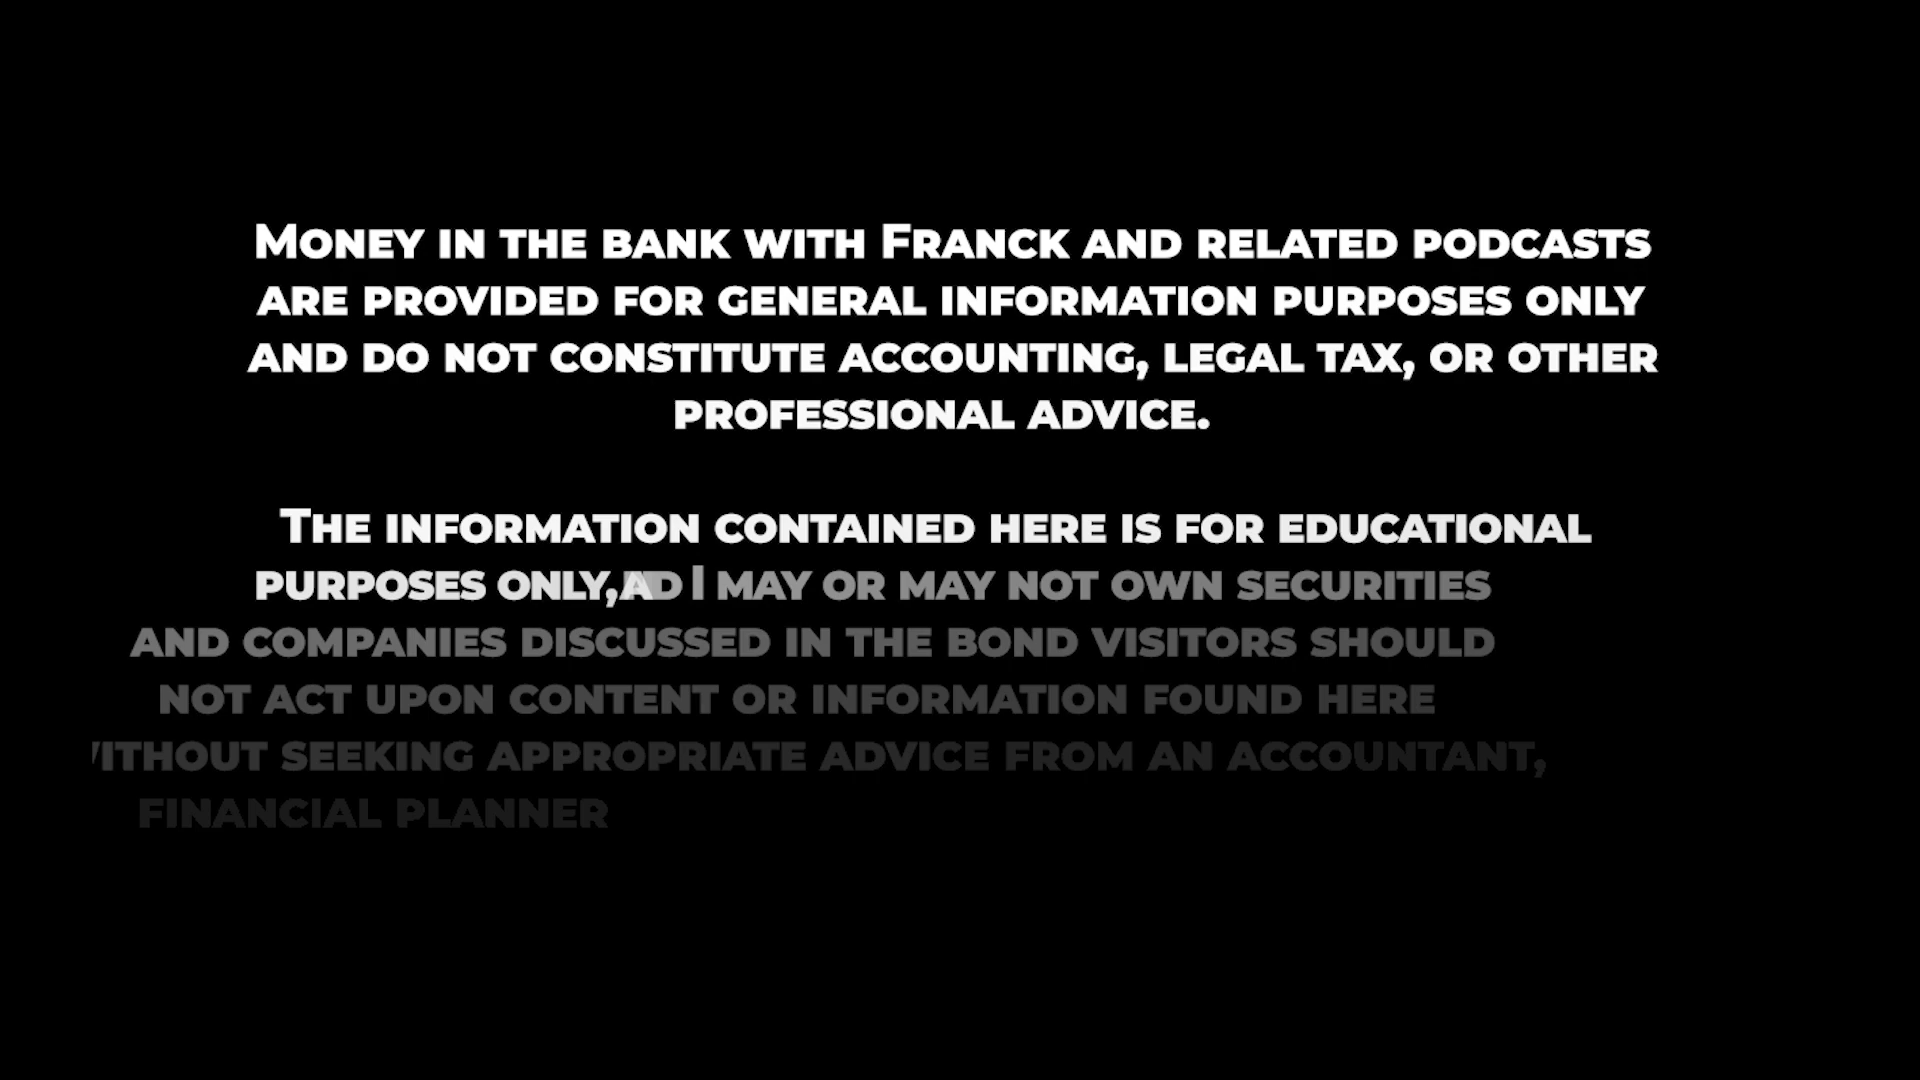 Money in the bank with Franck and related podcasts
are provided for general information purposes only
and do not constitute accounting, legal tax, or other
professional advice.
The information contained here is for educational
purposes only, I may or may not own securities
and companies discussed in the bond visitors should
not act upon content or information found here
seeking appropriate advice from an accountant,
financial planner